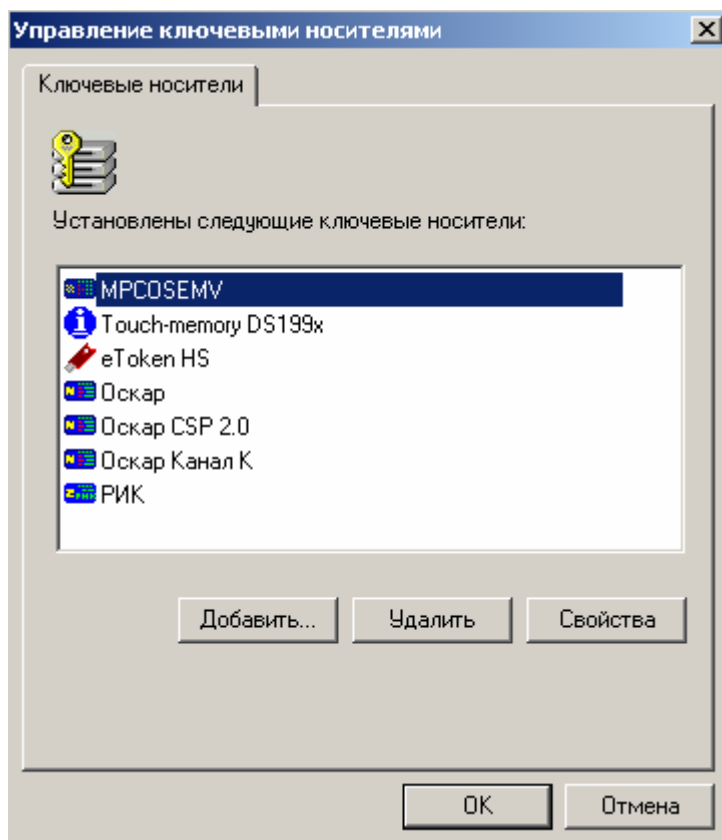 Управление ключевыми носителями
Ключевые носители
Установлены следующие ключевые носители:
MPCOSEMV
Touch-memory DS199x
eToken HS
Оскар
Оскар CSP 2.0
Оскар Канал К
РИК
Добавить... Удалить Свойства
OK Отмена